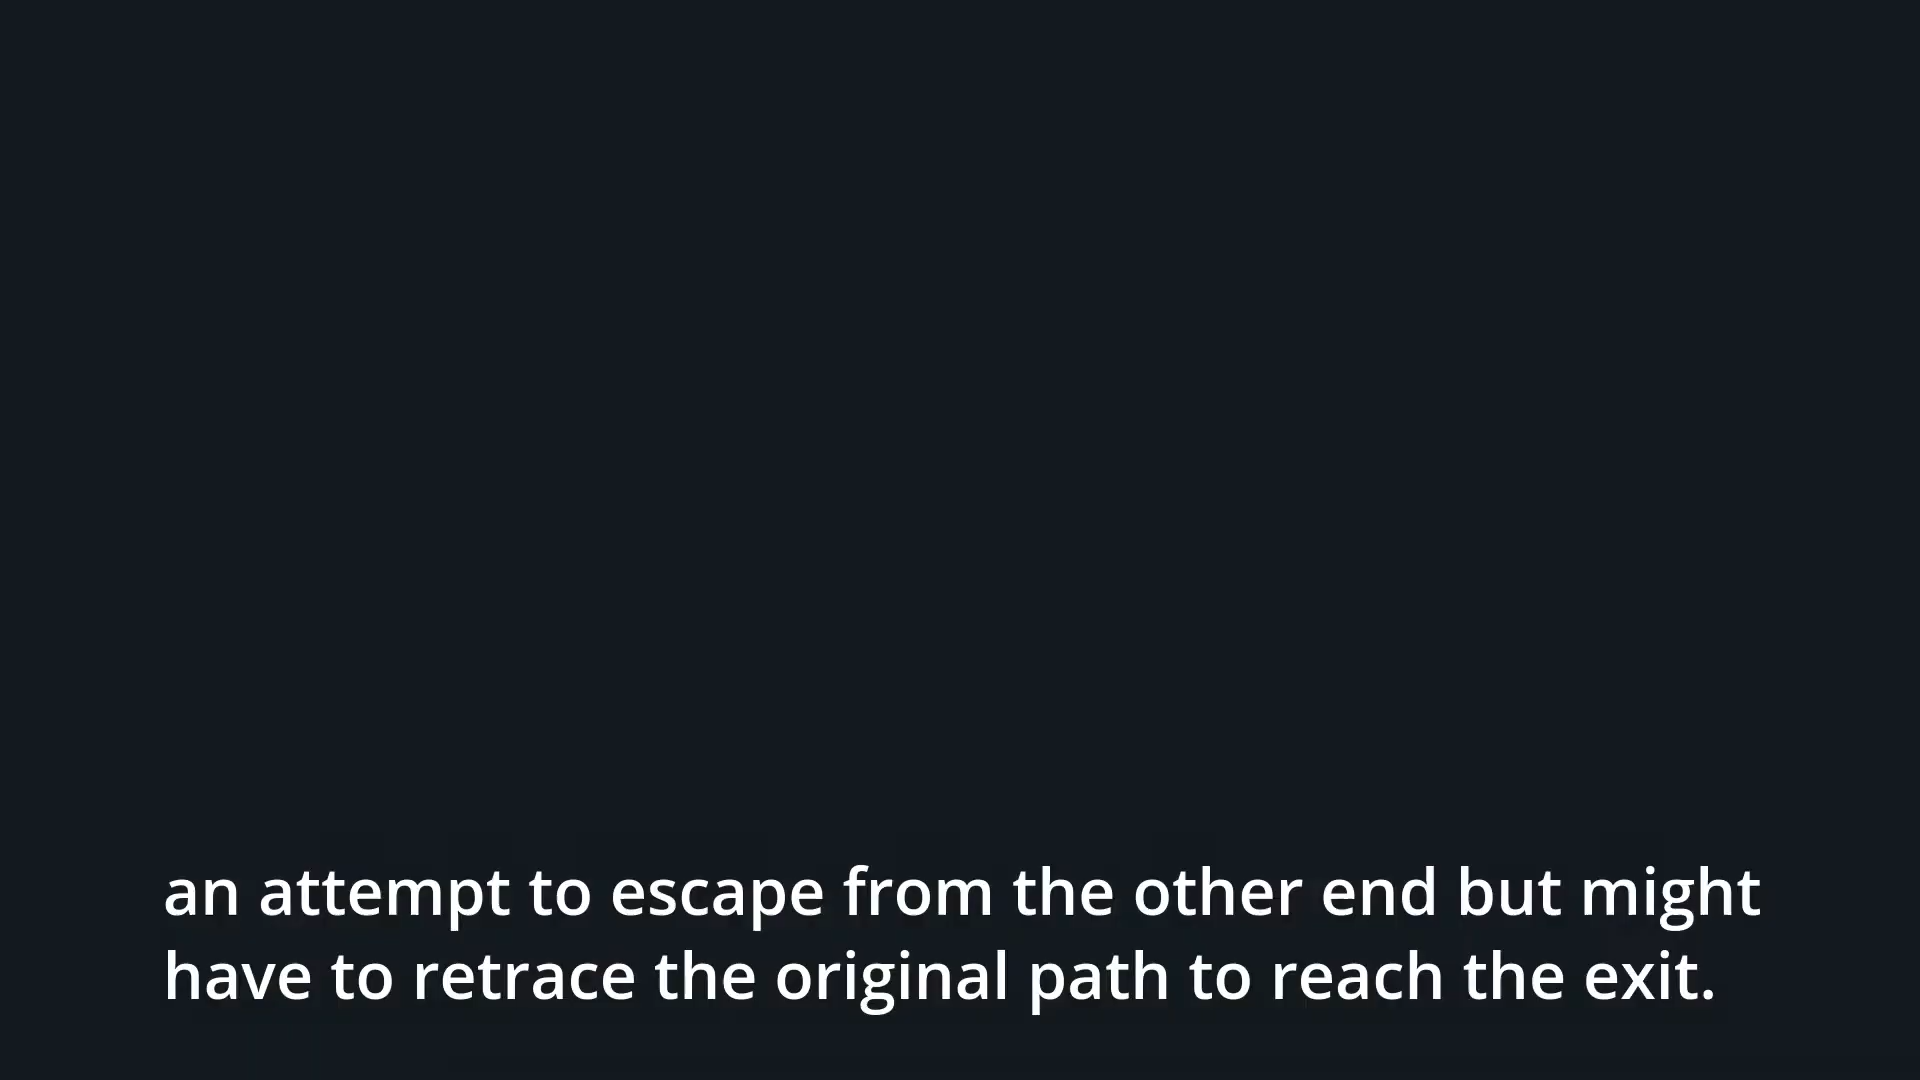 an attempt to escape from the other end but might
have to retrace the original path to reach the exit.